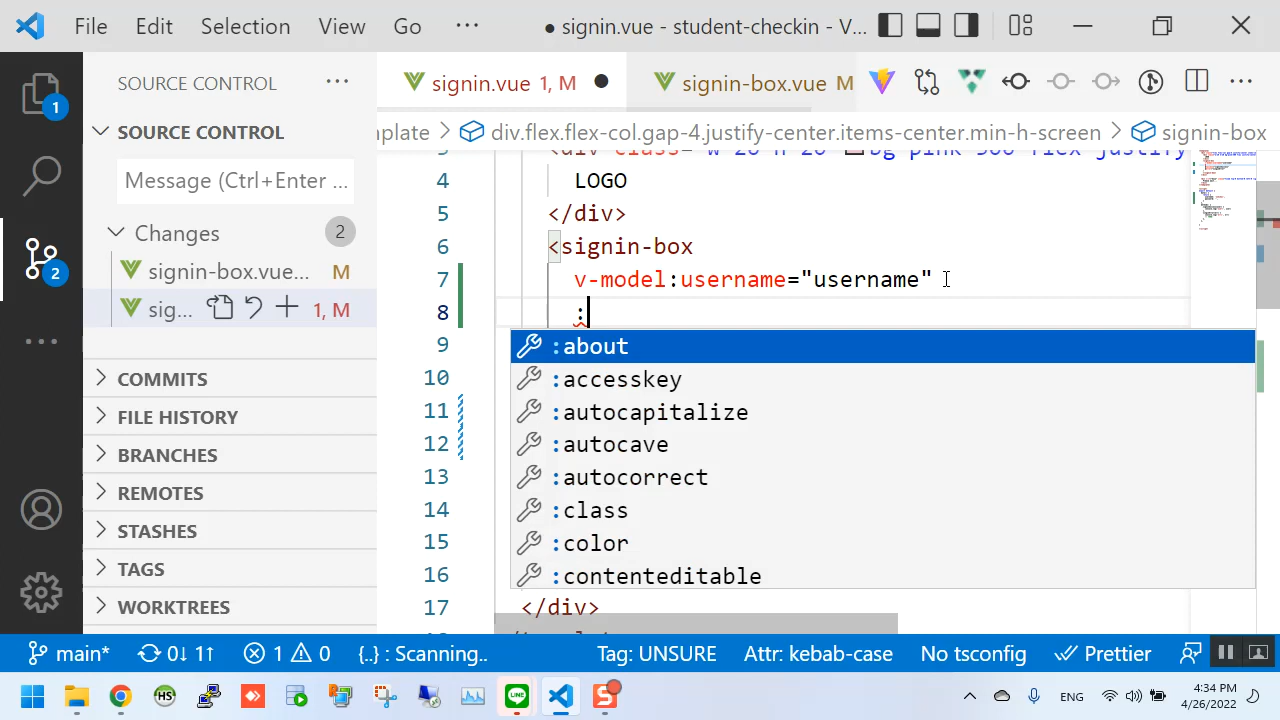 File Edit Selection View Go ··· ● signin.vue - student-checkin - V...
SOURCE CONTROL ···
signin.vue 1, M ●
signin-box.vue M
SOURCE CONTROL
mplate > div.flex.flex-col.gap-4.justify-center.items-center.min-h-screen > signin-box
Message (Ctrl+Enter ...
Changes 2
signin-box.vue... M
sig... 1, M
COMMITS
FILE HISTORY
BRANCHES
REMOTES
STASHES
TAGS
WORKTREES
4 LOGO
5 </div>
6 <signin-box
7 v-model:username="username"
8 :
9 :about
10 :accesskey
11 :autocapitalize
12 :autocave
13 :autocorrect
14 :class
15 :color
16 :contenteditable
17 </div>
main* 0↓ 1↑ 1 0 {..} : Scanning.. Tag: UNSURE Attr: kebab-case No tsconfig Prettier
ENG 4:34 PM
4/26/2022